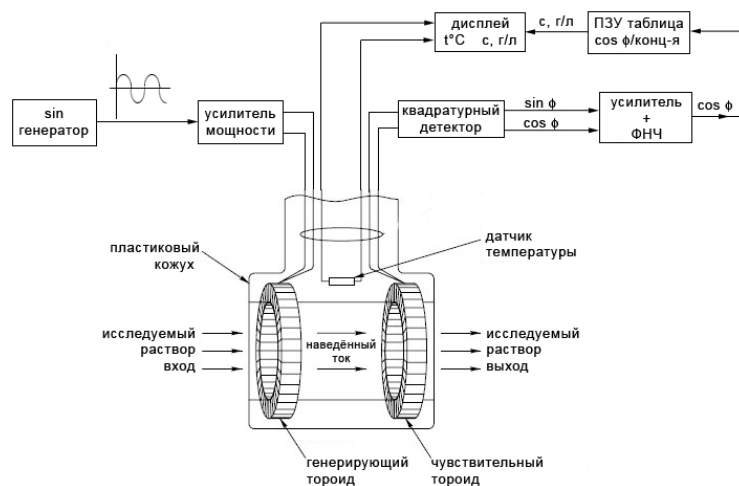 sin
генератор
усилитель
мощности
дисплей
t°C с, г/л
с, г/л
ПЗУ таблица
cos ϕ/конц-я
квадратурный
детектор
sin ϕ
cos ϕ
усилитель
+
ФНЧ
cos ϕ
пластиковый
кожух
датчик
температуры
исследуемый
раствор
вход
наведённый
ток
исследуемый
раствор
выход
генерирующий
тороид
чувствительный
тороид